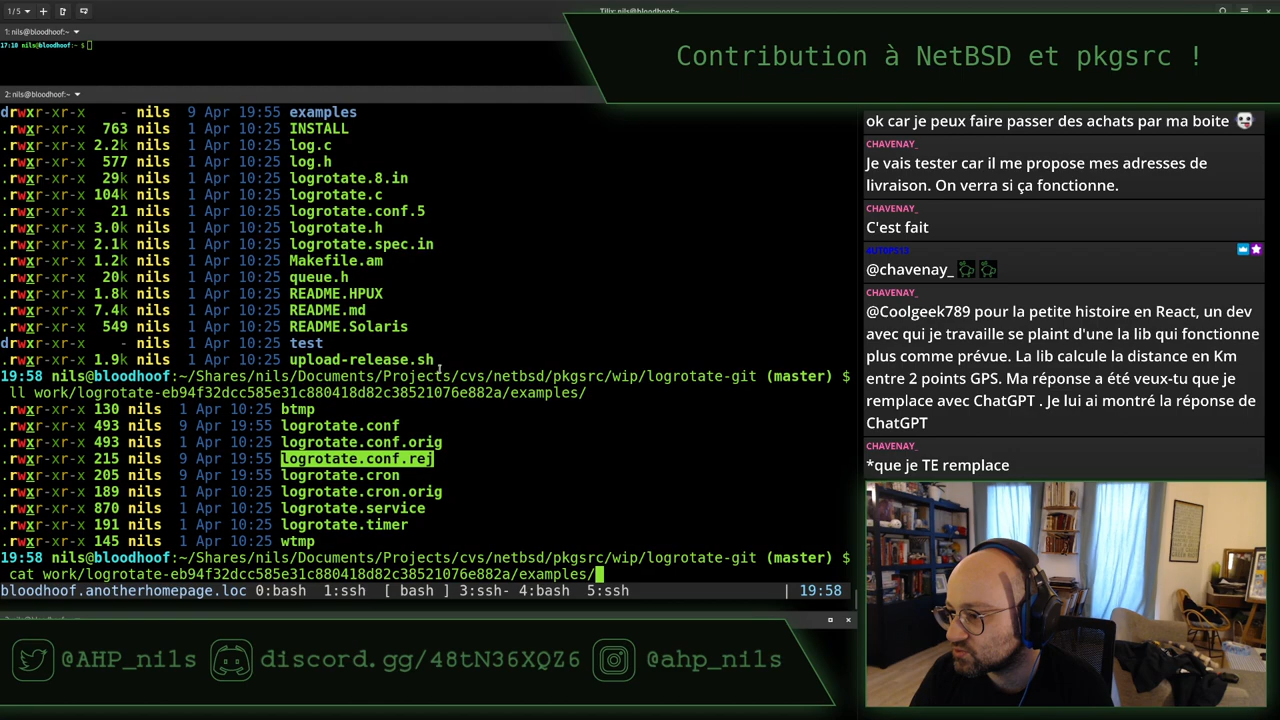 1/5
Tilix: nils@bloodhoof:~
1: nils@bloodhoof:~
17:10 nils@bloodhoof:~ $
2: nils@bloodhoof:~
Contribution à NetBSD et pkgsrc !
drwxr-xr-x - nils 9 Apr 19:55 examples
.rwxr-xr-x 763 nils 1 Apr 10:25 INSTALL
.rwxr-xr-x 2.2k nils 1 Apr 10:25 log.c
.rwxr-xr-x 577 nils 1 Apr 10:25 log.h
.rwxr-xr-x 29k nils 1 Apr 10:25 logrotate.8.in
.rwxr-xr-x 104k nils 1 Apr 10:25 logrotate.c
.rwxr-xr-x 21 nils 1 Apr 10:25 logrotate.conf.5
.rwxr-xr-x 3.0k nils 1 Apr 10:25 logrotate.h
.rwxr-xr-x 2.1k nils 1 Apr 10:25 logrotate.spec.in
.rwxr-xr-x 1.2k nils 1 Apr 10:25 Makefile.am
.rwxr-xr-x 20k nils 1 Apr 10:25 queue.h
.rwxr-xr-x 1.8k nils 1 Apr 10:25 README.HPUX
.rwxr-xr-x 7.4k nils 1 Apr 10:25 README.md
.rwxr-xr-x 549 nils 1 Apr 10:25 README.Solaris
drwxr-xr-x - nils 1 Apr 10:25 test
.rwxr-xr-x 1.9k nils 1 Apr 10:25 upload-release.sh
19:58 nils@bloodhoof:~/Shares/nils/Documents/Projects/cvs/netbsd/pkgsrc/wip/logrotate-git (master) $
ll work/logrotate-eb94f32dcc585e31c880418d82c38521076e882a/examples/
.rwxr-xr-x 130 nils 1 Apr 10:25 btmp
.rwxr-xr-x 493 nils 9 Apr 19:55 logrotate.conf
.rwxr-xr-x 493 nils 1 Apr 10:25 logrotate.conf.orig
.rwxr-xr-x 215 nils 9 Apr 19:55 logrotate.conf.rej
.rwxr-xr-x 205 nils 9 Apr 19:55 logrotate.cron
.rwxr-xr-x 189 nils 1 Apr 10:25 logrotate.cron.orig
.rwxr-xr-x 870 nils 1 Apr 10:25 logrotate.service
.rwxr-xr-x 191 nils 1 Apr 10:25 logrotate.timer
.rwxr-xr-x 145 nils 1 Apr 10:25 wtmp
19:58 nils@bloodhoof:~/Shares/nils/Documents/Projects/cvs/netbsd/pkgsrc/wip/logrotate-git (master) $
cat work/logrotate-eb94f32dcc585e31c880418d82c38521076e882a/examples/
bloodhoof.anotherhomepage.loc 0:bash 1:ssh [ bash ] 3:ssh- 4:bash 5:ssh | 19:58
ok car je peux faire passer des achats par ma boite
CHAVENAY_
Je vais tester car il me propose mes adresses de
livraison. On verra si ça fonctionne.
CHAVENAY_
C'est fait
@chavenay_
CHAVENAY_
@Coolgeek789 pour la petite histoire en React, un dev
avec qui je travaille se plaint d'une la lib qui fonctionne
plus comme prévue. La lib calcule la distance en Km
entre 2 points GPS. Ma réponse a été veux-tu que je
remplace avec ChatGPT . Je lui ai montré la réponse de
ChatGPT
CHAVENAY_
*que je TE remplace
@AHP_nils
discord.gg/48tN36XQZ6
@ahp_nils